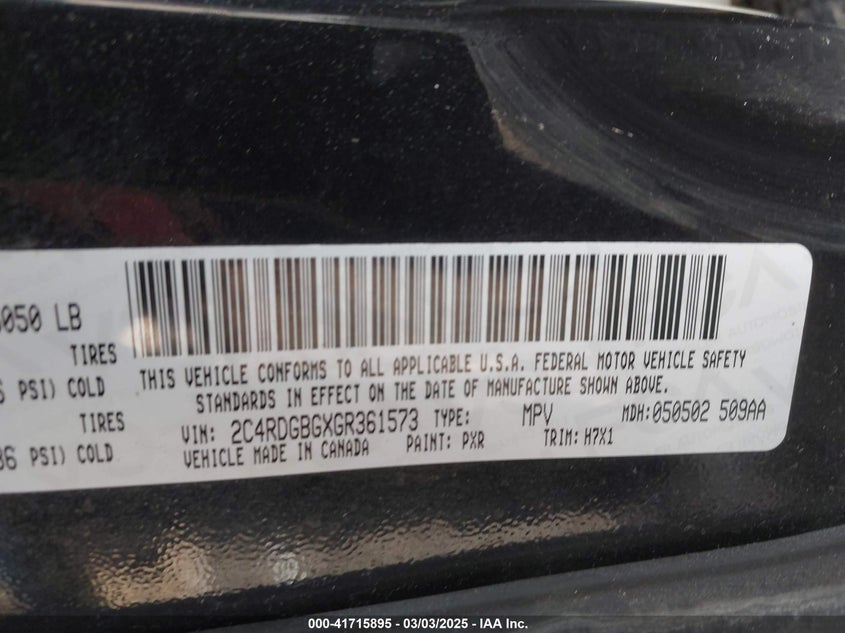 050 LB
TIRES
PSI) COLD
TIRES
36 PSI) COLD
THIS VEHICLE CONFORMS TO ALL APPLICABLE U.S.A. FEDERAL MOTOR VEHICLE SAFETY
STANDARDS IN EFFECT ON THE DATE OF MANUFACTURE SHOWN ABOVE.
VIN: 2C4RDGBGXGR361573 TYPE: MPV MDH:050502 509AA
VEHICLE MADE IN CANADA PAINT: PXR TRIM: H7X1
000-41715895 / 03/03/2025 - IAA Inc.